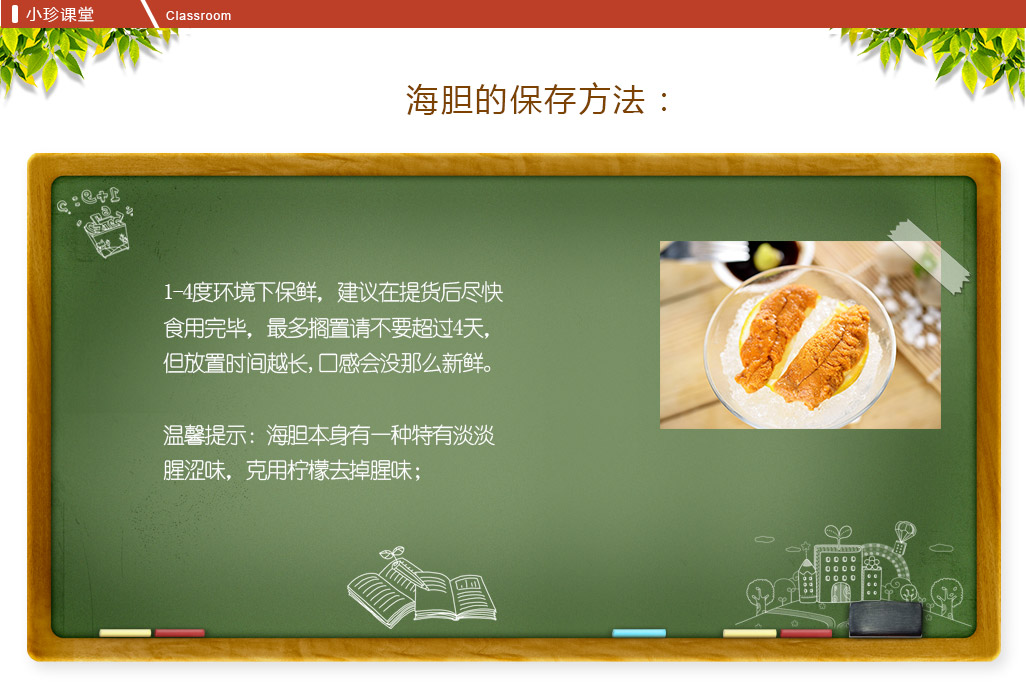 小珍课堂
Classroom
海胆的保存方法：
1-4度环境下保鲜，建议在提货后尽快
食用完毕，最多搁置请不要超过4天，
但放置时间越长,口感会没那么新鲜。
温馨提示：海胆本身有一种特有淡淡
腥涩味，克用柠檬去掉腥味；